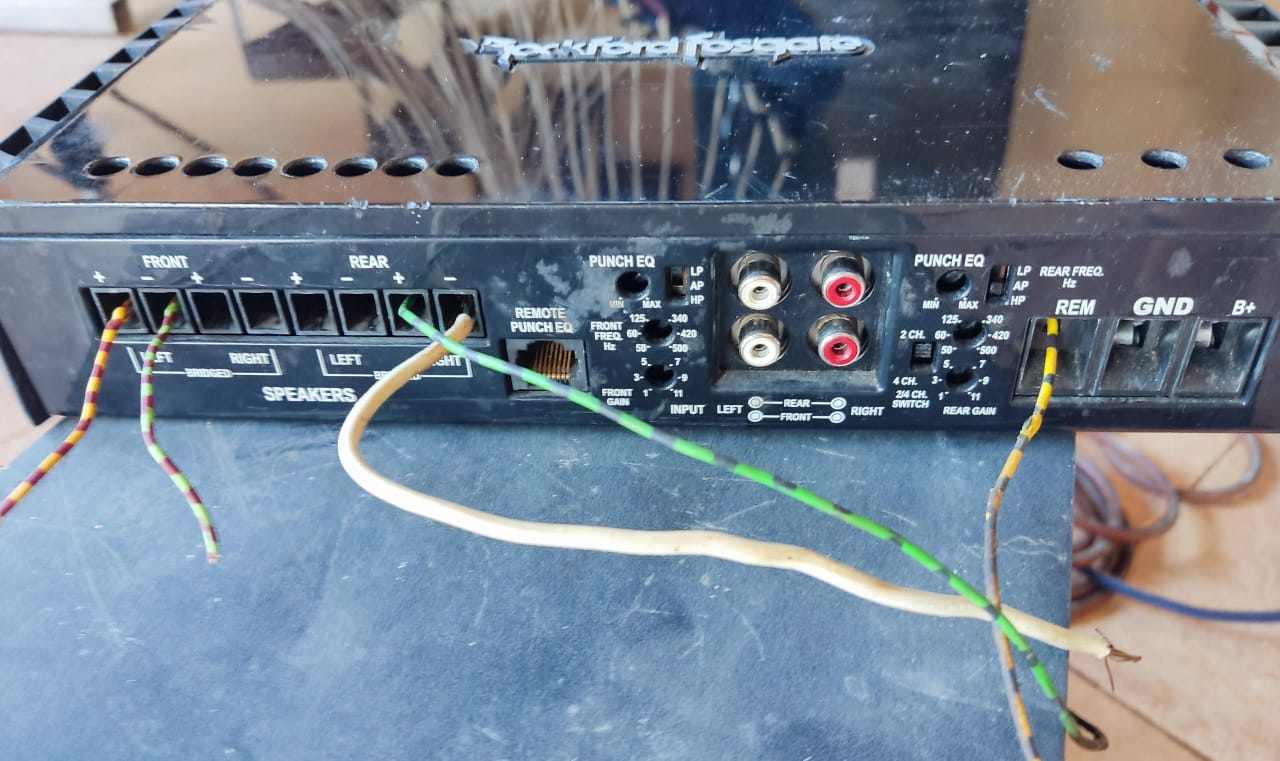 Rockford Fosgate
FRONT
REAR
+ - + - + - + -
LEFT RIGHT
BRIDGED
LEFT RIGHT
SPEAKERS
REMOTE
PUNCH EQ
PUNCH EQ
MIN MAX
LP
AP
HP
FRONT
FREQ.
Hz
125 340
60 420
50 500
5 7
3 9
1 11
FRONT
GAIN
INPUT
LEFT REAR RIGHT
FRONT
PUNCH EQ
MIN MAX
LP
AP
HP
REAR FREQ.
Hz
125 340
60 420
50 500
2 CH.
4 CH.
2/4 CH.
SWITCH
5 7
3 9
1 11
REAR GAIN
REM
GND
B+